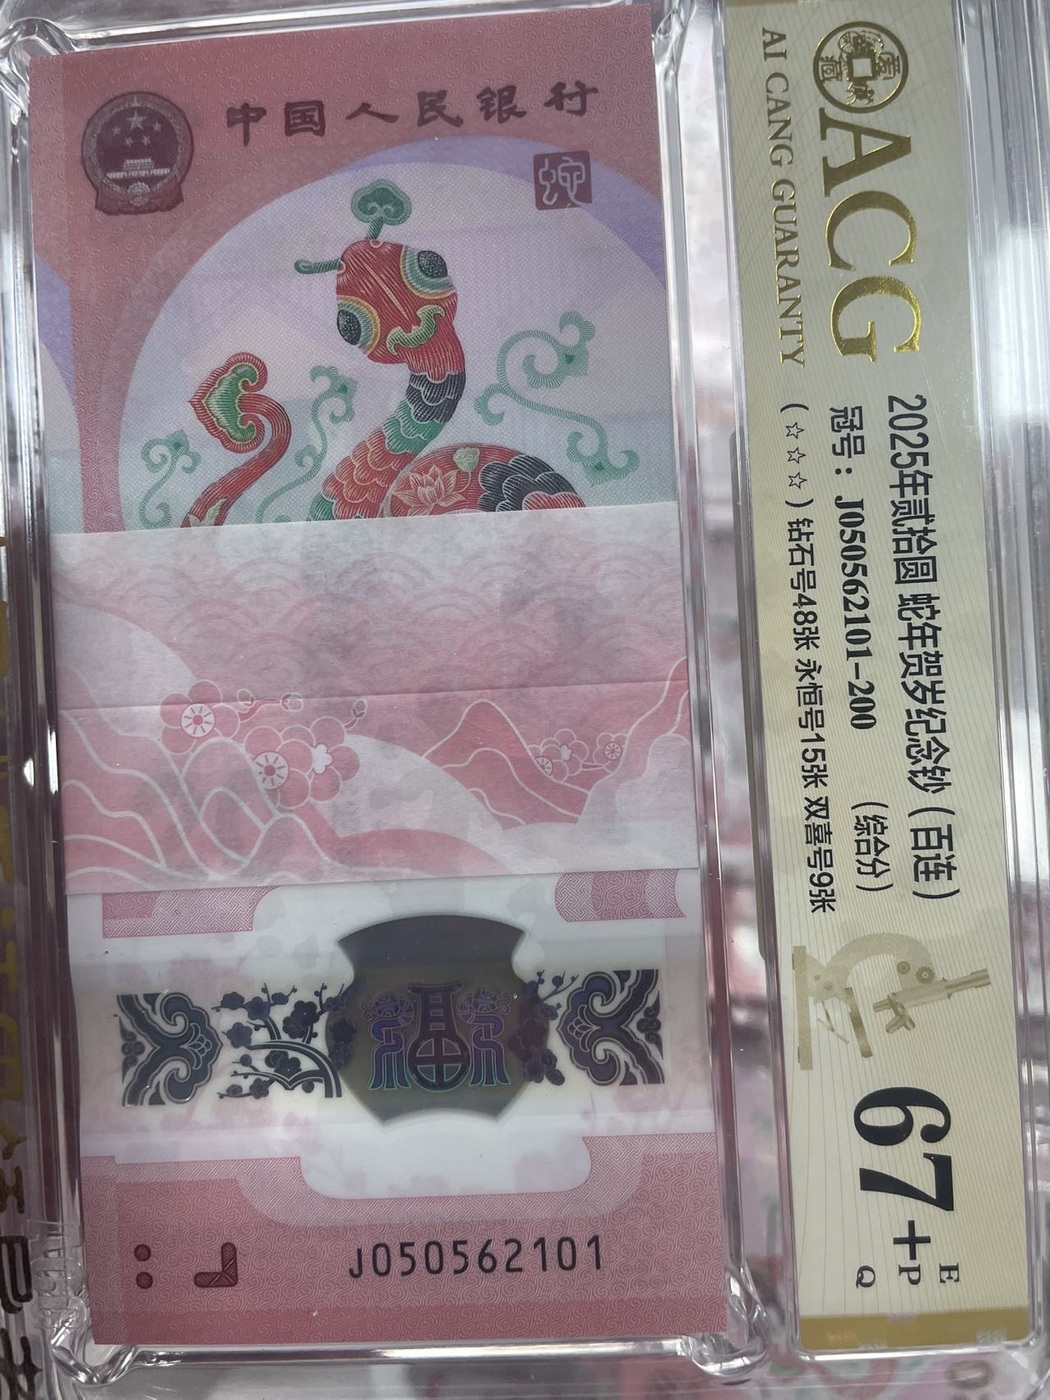 中国人民银行
蛇
J050562101
ACG
AI CANG GUARANTY
2025年贰拾圆 蛇年贺岁纪念钞（百连）
冠号：J050562101-200 （综合分）
（☆☆☆）钻石号48张 永恒号15张 双喜号9张
67+ E
P
Q